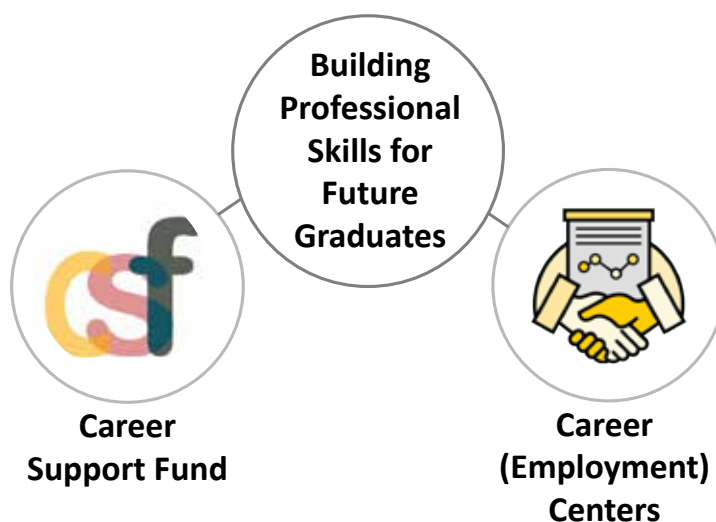 Building
Professional
Skills for
Future
Graduates
csf
Career
Support Fund
Career
(Employment)
Centers